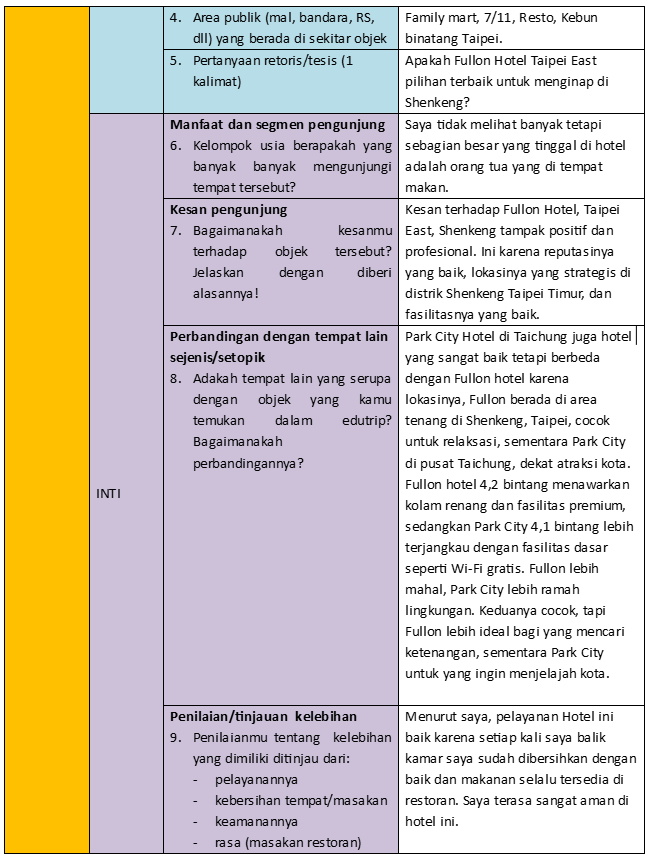 4. Area publik (mal, bandara, RS,
dll) yang berada di sekitar objek
Family mart, 7/11, Resto, Kebun
binatang Taipei.
5. Pertanyaan retoris/tesis (1
kalimat)
Apakah Fullon Hotel Taipei East
pilihan terbaik untuk menginap di
Shenkeng?
INTI
Manfaat dan segmen pengunjung
6. Kelompok usia berapakah yang
banyak banyak mengunjungi
tempat tersebut?
Saya tidak melihat banyak tetapi
sebagian besar yang tinggal di hotel
adalah orang tua yang di tempat
makan.
Kesan pengunjung
7. Bagaimanakah kesanmu
terhadap objek tersebut?
Jelaskan dengan diberi
alasannya!
Kesan terhadap Fullon Hotel, Taipei
East, Shenkeng tampak positif dan
profesional. Ini karena reputasinya
yang baik, lokasinya yang strategis di
distrik Shenkeng Taipei Timur, dan
fasilitasnya yang baik.
Perbandingan dengan tempat lain
sejenis/setopik
8. Adakah tempat lain yang serupa
dengan objek yang kamu
temukan dalam edutrip?
Bagaimanakah
perbandingannya?
Park City Hotel di Taichung juga hotel
yang sangat baik tetapi berbeda
dengan Fullon hotel karena
lokasinya, Fullon berada di area
tenang di Shenkeng, Taipei, cocok
untuk relaksasi, sementara Park City
di pusat Taichung, dekat atraksi kota.
Fullon hotel 4,2 bintang menawarkan
kolam renang dan fasilitas premium,
sedangkan Park City 4,1 bintang lebih
terjangkau dengan fasilitas dasar
seperti Wi-Fi gratis. Fullon lebih
mahal, Park City lebih ramah
lingkungan. Keduanya cocok, tapi
Fullon lebih ideal bagi yang mencari
ketenangan, sementara Park City
untuk yang ingin menjelajah kota.
Penilaian/tinjauan kelebihan
9. Penilaianmu tentang kelebihan
yang dimiliki ditinjau dari:
- pelayanannya
- kebersihan tempat/masakan
- keamanannya
- rasa (masakan restoran)
Menurut saya, pelayanan Hotel ini
baik karena setiap kali saya balik
kamar saya sudah dibersihkan dengan
baik dan makanan selalu tersedia di
restoran. Saya terasa sangat aman di
hotel ini.